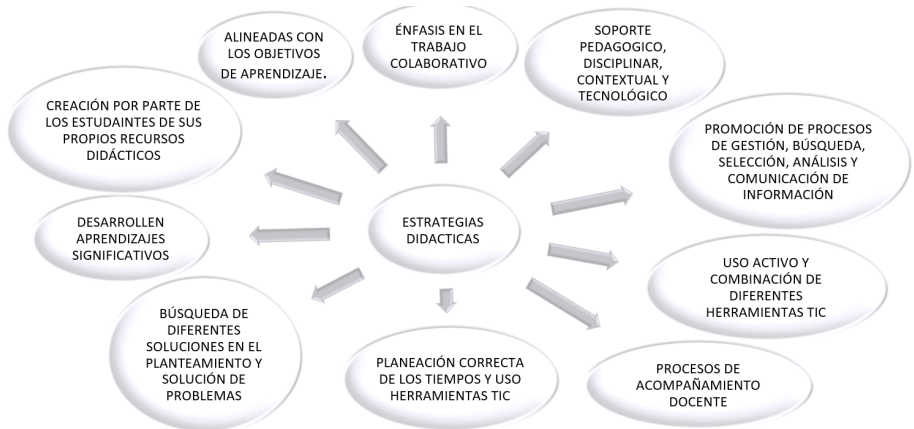 ALINEADAS CON
LOS OBJETIVOS
DE APRENDIZAJE.
ÉNFASIS EN EL
TRABAJO
COLABORATIVO
SOPORTE
PEDAGOGICO,
DISCIPLINAR,
CONTEXTUAL Y
TECNOLÓGICO
CREACIÓN POR PARTE DE
LOS ESTUDAINTES DE SUS
PROPIOS RECURSOS
DIDÁCTICOS
PROMOCIÓN DE PROCESOS
DE GESTIÓN, BÚSQUEDA,
SELECCIÓN, ANÁLISIS Y
COMUNICACIÓN DE
INFORMACIÓN
DESARROLLEN
APRENDIZAJES
SIGNIFICATIVOS
ESTRATEGIAS
DIDACTICAS
USO ACTIVO Y
COMBINACIÓN DE
DIFERENTES
HERRAMIENTAS TIC
BÚSQUEDA DE
DIFERENTES
SOLUCIONES EN EL
PLANTEAMIENTO Y
SOLUCIÓN DE
PROBLEMAS
PLANEACIÓN CORRECTA
DE LOS TIEMPOS Y USO
HERRAMIENTAS TIC
PROCESOS DE
ACOMPAÑAMIENTO
DOCENTE